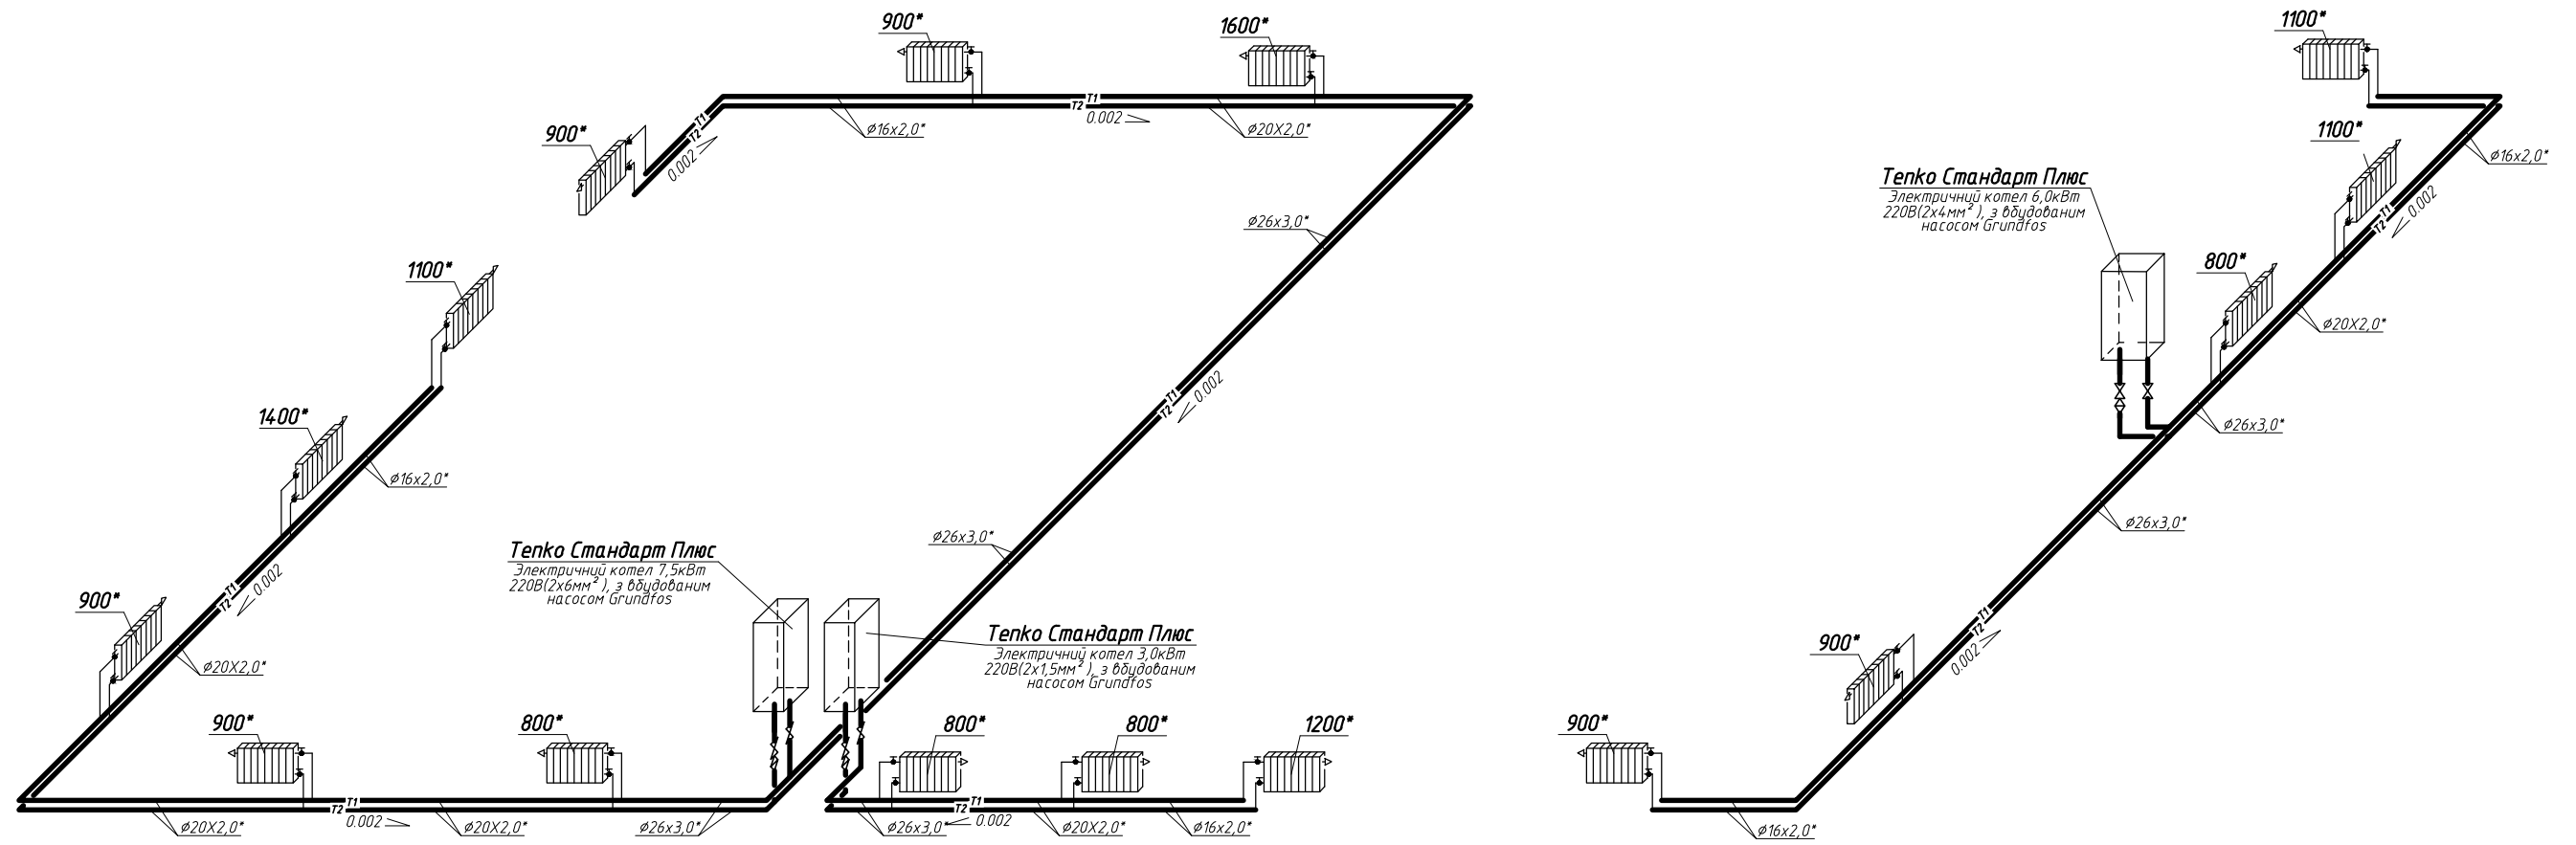 900*
1600*
T1
T2
0.002
Ø16x2,0*
Ø20X2,0*
900*
T1
T2
0.002
Ø26x3,0*
1100*
1400*
Ø16x2,0*
T1
T2
0.002
T1
T2
0.002
900*
Ø20X2,0*
Ø26x3,0*
Tenko Стандарт Плюс
Электричний котел 7,5кВт
220В(2х6мм²), з вбудованим
насосом Grundfos
Tenko Стандарт Плюс
Электричний котел 3,0кВт
220В(2х1,5мм²), з вбудованим
насосом Grundfos
900*
800*
T1
T2
0.002
Ø20X2,0*
Ø20X2,0*
Ø26x3,0*
800*
800*
1200*
T1
T2
0.002
Ø26x3,0*
Ø20X2,0*
Ø16x2,0*
1100*
1100*
Ø16x2,0*
T1
T2
0.002
Tenko Стандарт Плюс
Электричний котел 6,0кВт
220В(2х4мм²), з вбудованим
насосом Grundfos
800*
Ø20X2,0*
Ø26x3,0*
Ø26x3,0*
T1
T2
0.002
900*
900*
Ø16x2,0*